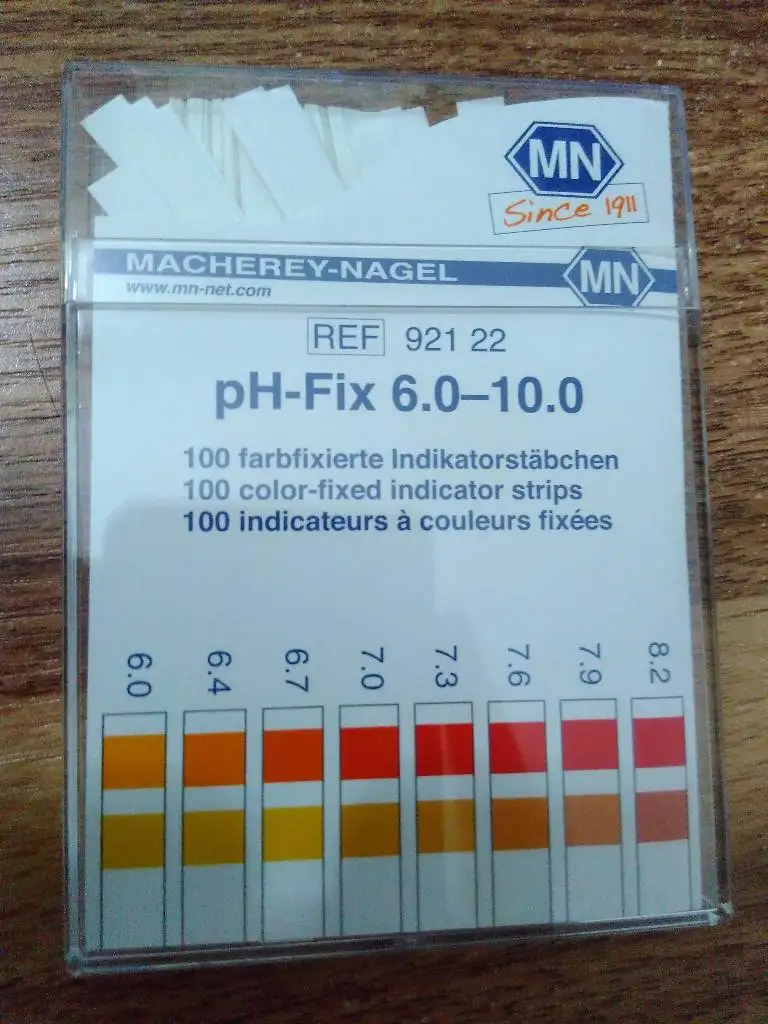 MN
Since 1911
MACHEREY-NAGEL
www.mn-net.com
MN
REF 921 22
pH-Fix 6.0–10.0
100 farbfixierte Indikatorstäbchen
100 color-fixed indicator strips
100 indicateurs à couleurs fixées
6.0 6.4 6.7 7.0 7.3 7.6 7.9 8.2